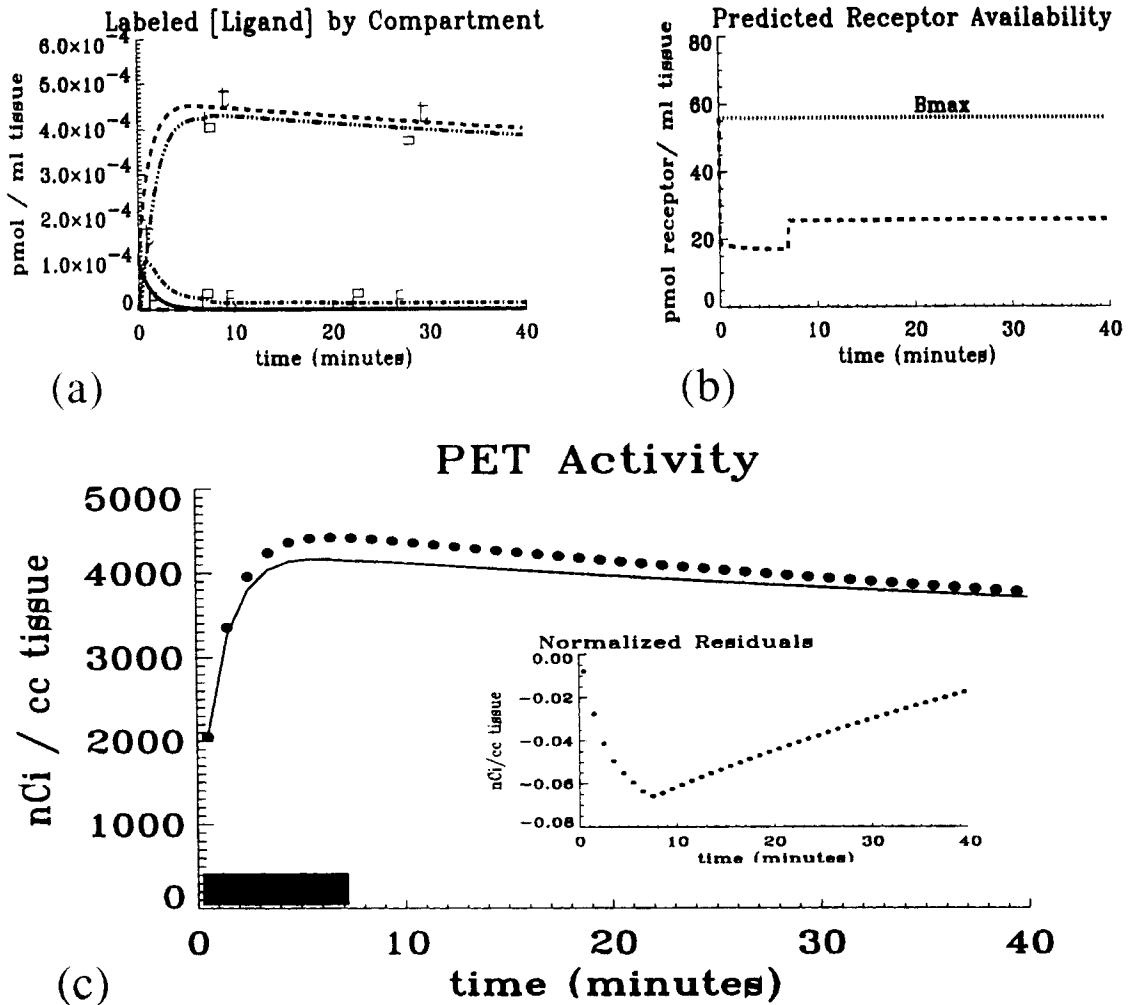 Labeled [Ligand] by Compartment
6.0×10⁻⁴
5.0×10⁻⁴
4.0×10⁻⁴
3.0×10⁻⁴
2.0×10⁻⁴
1.0×10⁻⁴
0
pmol / ml tissue
0 10 20 30 40
time (minutes)
(a)
Predicted Receptor Availability
80
60
40
20
0
Bmax
pmol receptor/ ml tissue
0 10 20 30 40
time (minutes)
(b)
PET Activity
5000
4000
3000
2000
1000
0
nCi / cc tissue
0 10 20 30 40
time (minutes)
(c)
Normalized Residuals
0.00
-0.02
-0.04
-0.06
-0.08
nCi/cc tissue
0 10 20 30 40
time (minutes)